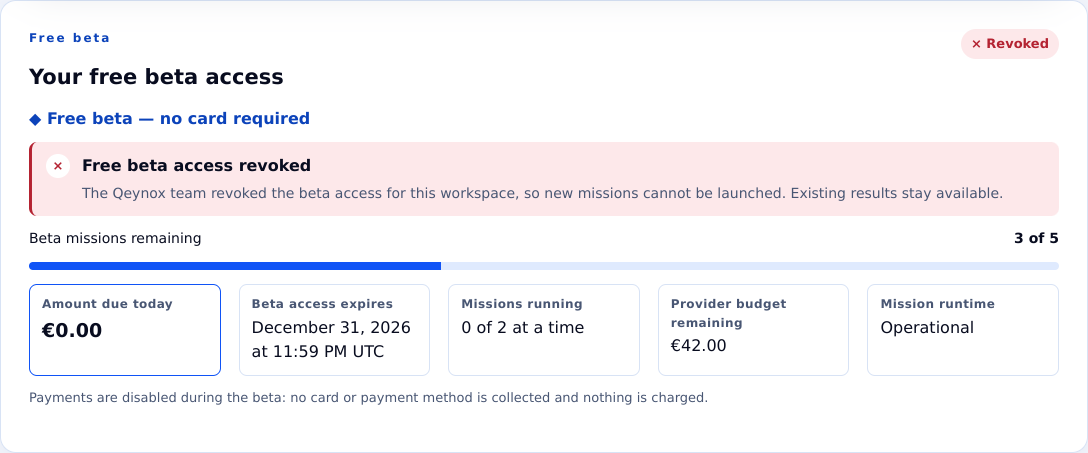 Free beta
× Revoked
Your free beta access
◆ Free beta — no card required
× Free beta access revoked
The Qeynox team revoked the beta access for this workspace, so new missions cannot be launched. Existing results stay available.
Beta missions remaining
3 of 5
Amount due today
€0.00
Beta access expires
December 31, 2026
at 11:59 PM UTC
Missions running
0 of 2 at a time
Provider budget
remaining
€42.00
Mission runtime
Operational
Payments are disabled during the beta: no card or payment method is collected and nothing is charged.